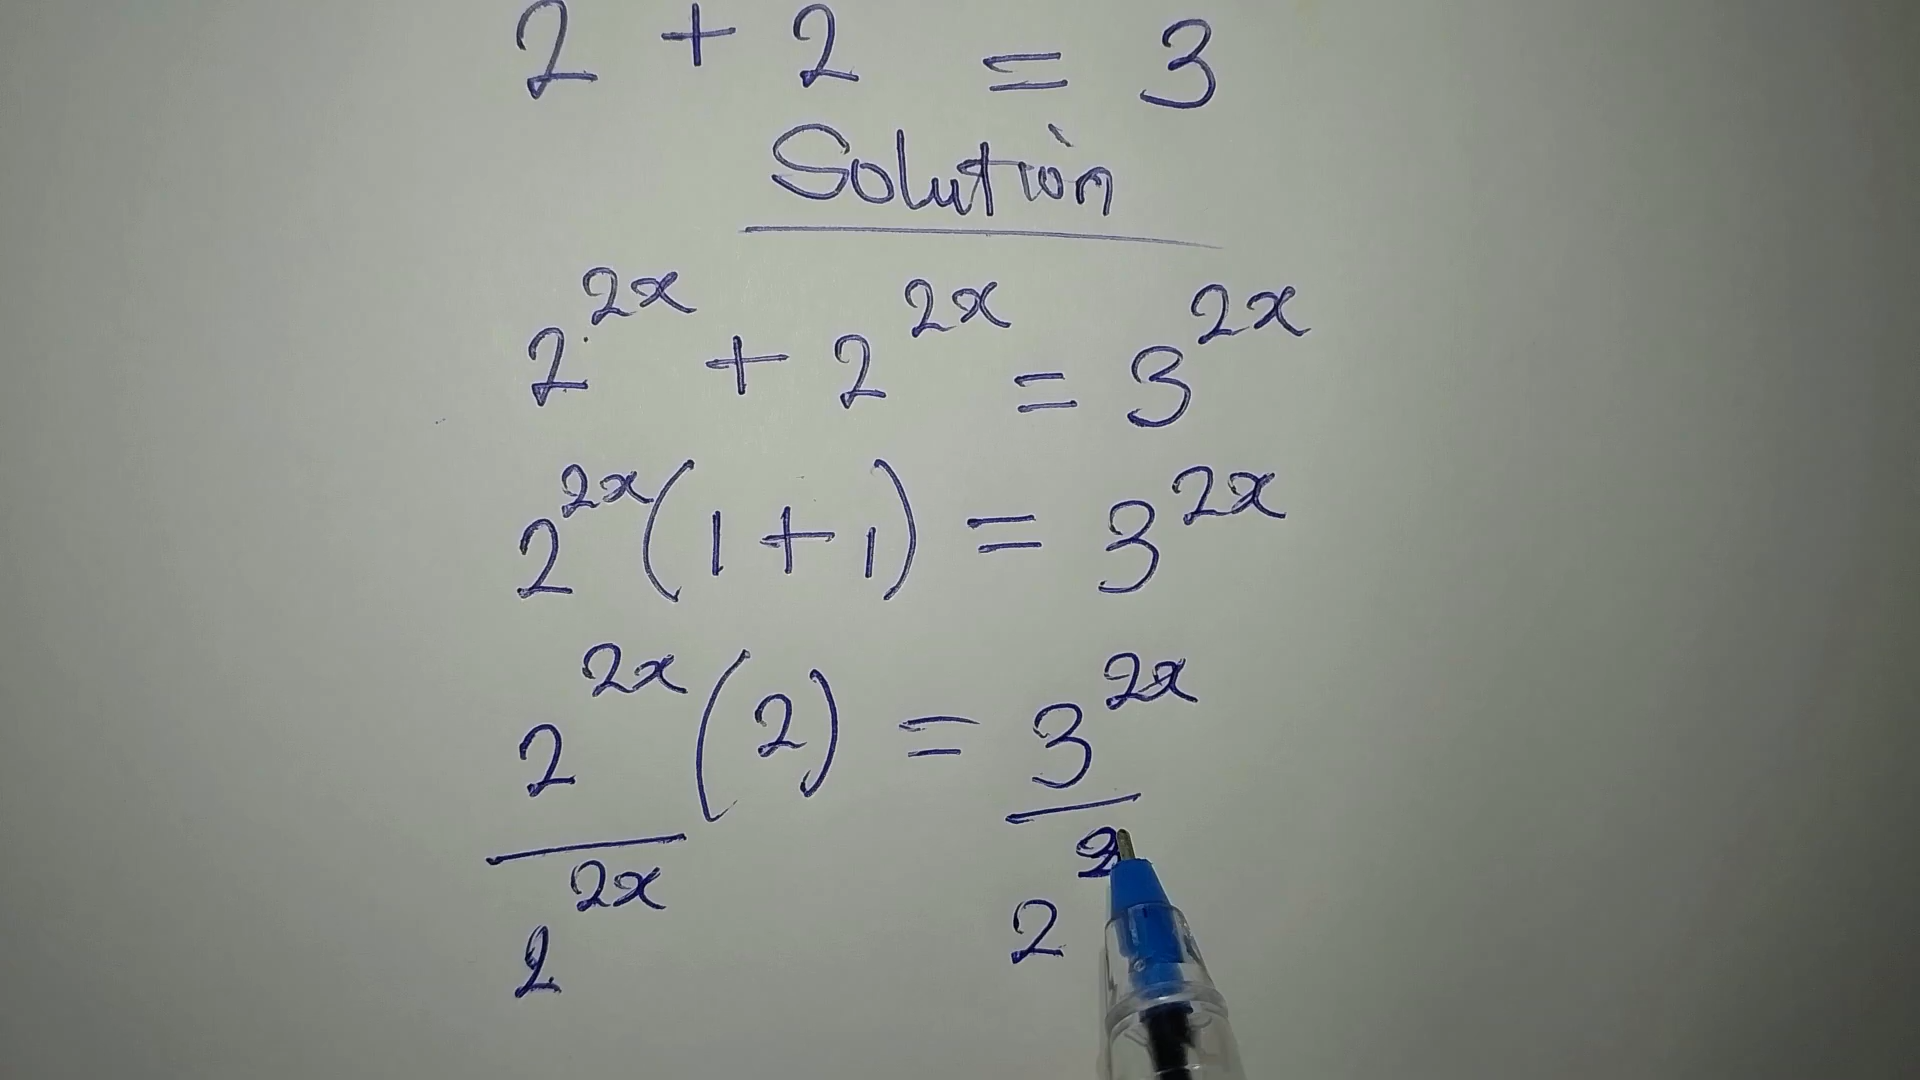 2 + 2 = 3
Solution
2^2x + 2^2x = 3^2x
2^2x (1 + 1) = 3^2x
2^2x (2) = 3^2x
2^2x 2^2